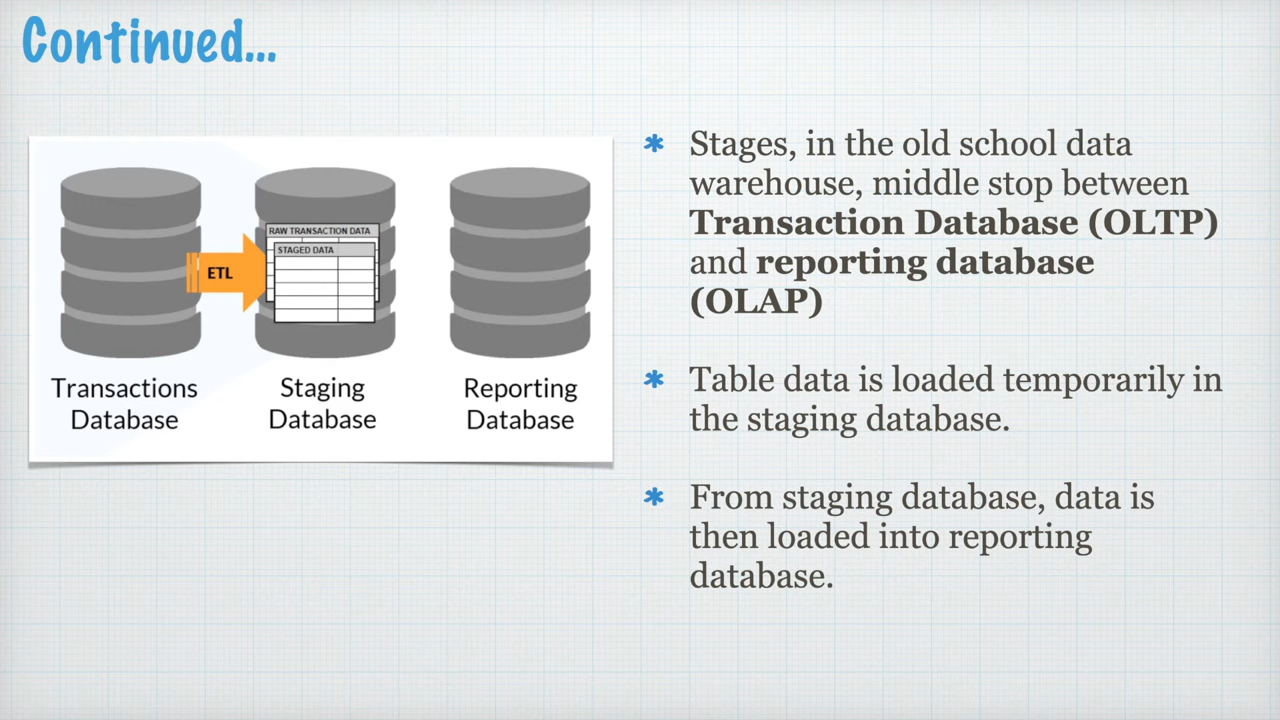 Continued...
RAW TRANSACTION DATA
STAGED DATA
ETL
Transactions
Database
Staging
Database
Reporting
Database
* Stages, in the old school data
warehouse, middle stop between
Transaction Database (OLTP)
and reporting database
(OLAP)
* Table data is loaded temporarily in
the staging database.
* From staging database, data is
then loaded into reporting
database.